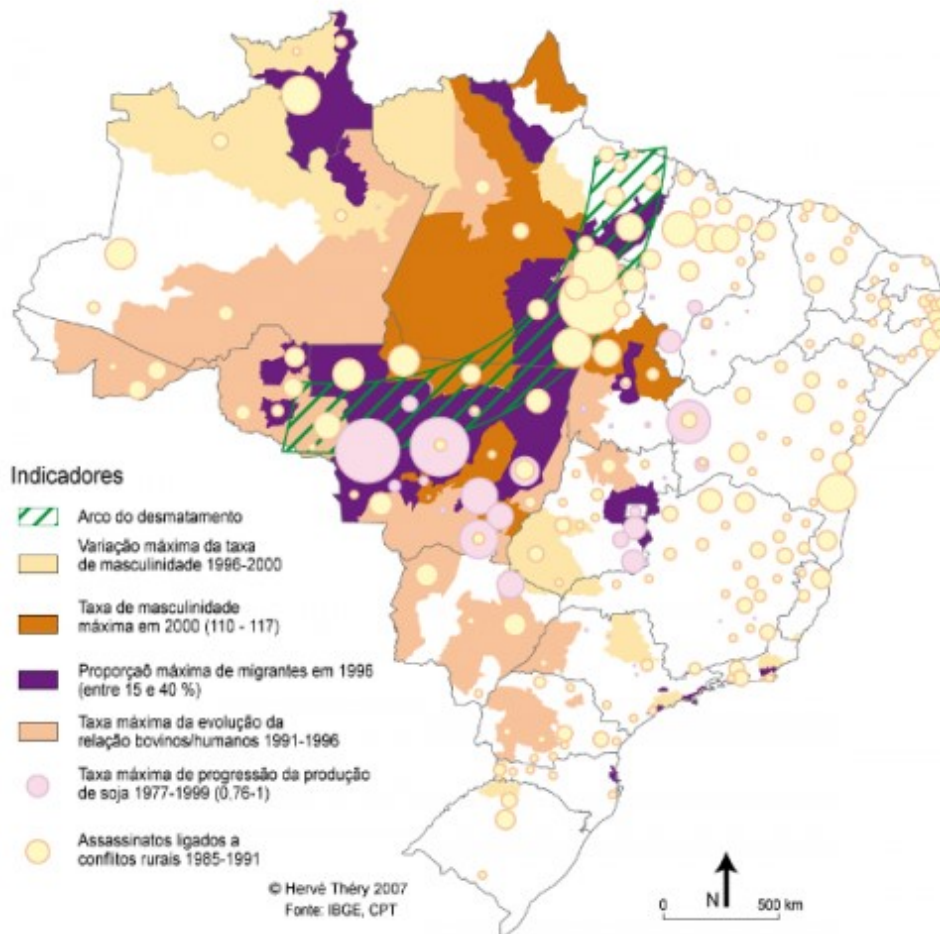 Indicadores
Arco do desmatamento
Variação máxima da taxa
de masculinidade 1996-2000
Taxa de masculinidade
máxima em 2000 (110 - 117)
Proporçaõ máxima de migrantes em 1996
(entre 15 e 40 %)
Taxa máxima da evolução da
relação bovinos/humanos 1991-1996
Taxa máxima de progressão da produção
de soja 1977-1999 (0,76-1)
Assassinatos ligados a
conflitos rurais 1985-1991
© Hervé Théry 2007
Fonte: IBGE, CPT
N
0 500 km